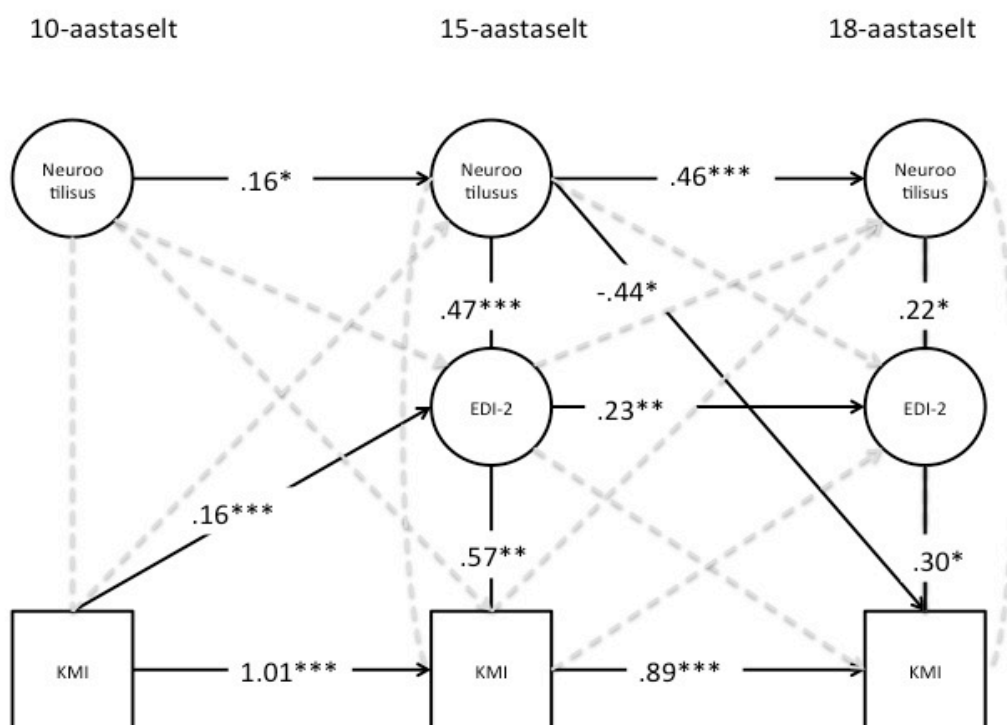 10-aastaselt
15-aastaselt
18-aastaselt
Neuroo
tilisus
.16*
Neuroo
tilusus
.46***
Neuroo
tilisus
.47***
-.44*
.22*
EDI-2
.23**
EDI-2
.16***
.57**
.30*
KMI
1.01***
KMI
.89***
KMI